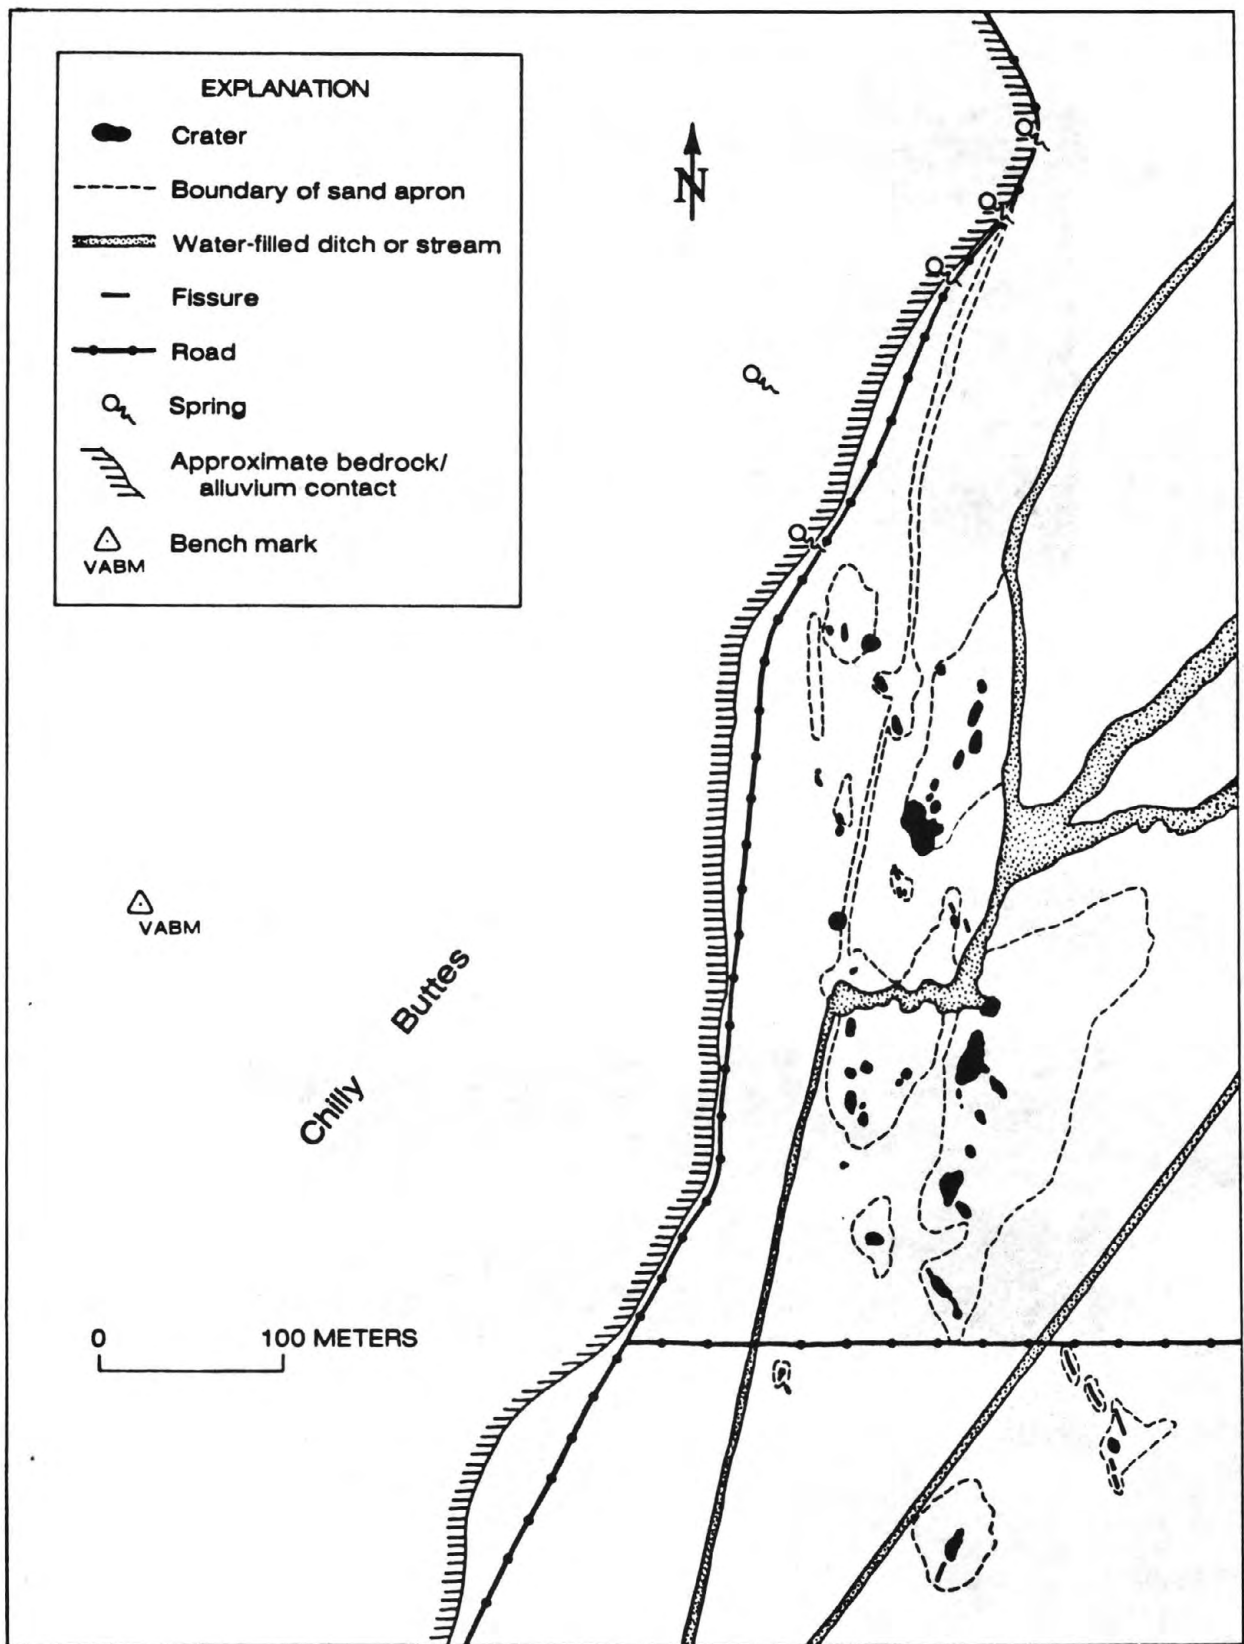 EXPLANATION
Crater
Boundary of sand apron
Water-filled ditch or stream
Fissure
Road
Spring
Approximate bedrock/
alluvium contact
Bench mark
VABM
N
VABM
Chilly Buttes
0 100 METERS